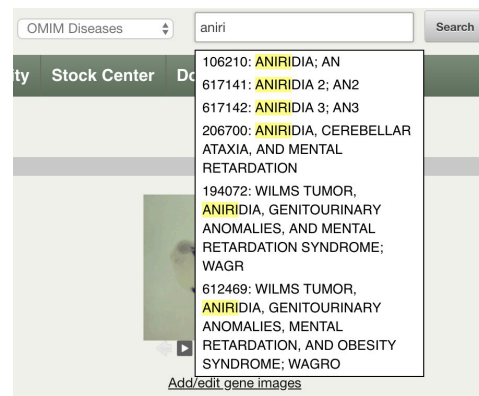 OMIM Diseases
aniri
Search
ty Stock Center Do
106210: ANIRIDIA; AN
617141: ANIRIDIA 2; AN2
617142: ANIRIDIA 3; AN3
206700: ANIRIDIA, CEREBELLAR
ATAXIA, AND MENTAL
RETARDATION
194072: WILMS TUMOR,
ANIRIDIA, GENITOURINARY
ANOMALIES, AND MENTAL
RETARDATION SYNDROME;
WAGR
612469: WILMS TUMOR,
ANIRIDIA, GENITOURINARY
ANOMALIES, MENTAL
RETARDATION, AND OBESITY
SYNDROME; WAGRO
Add/edit gene images